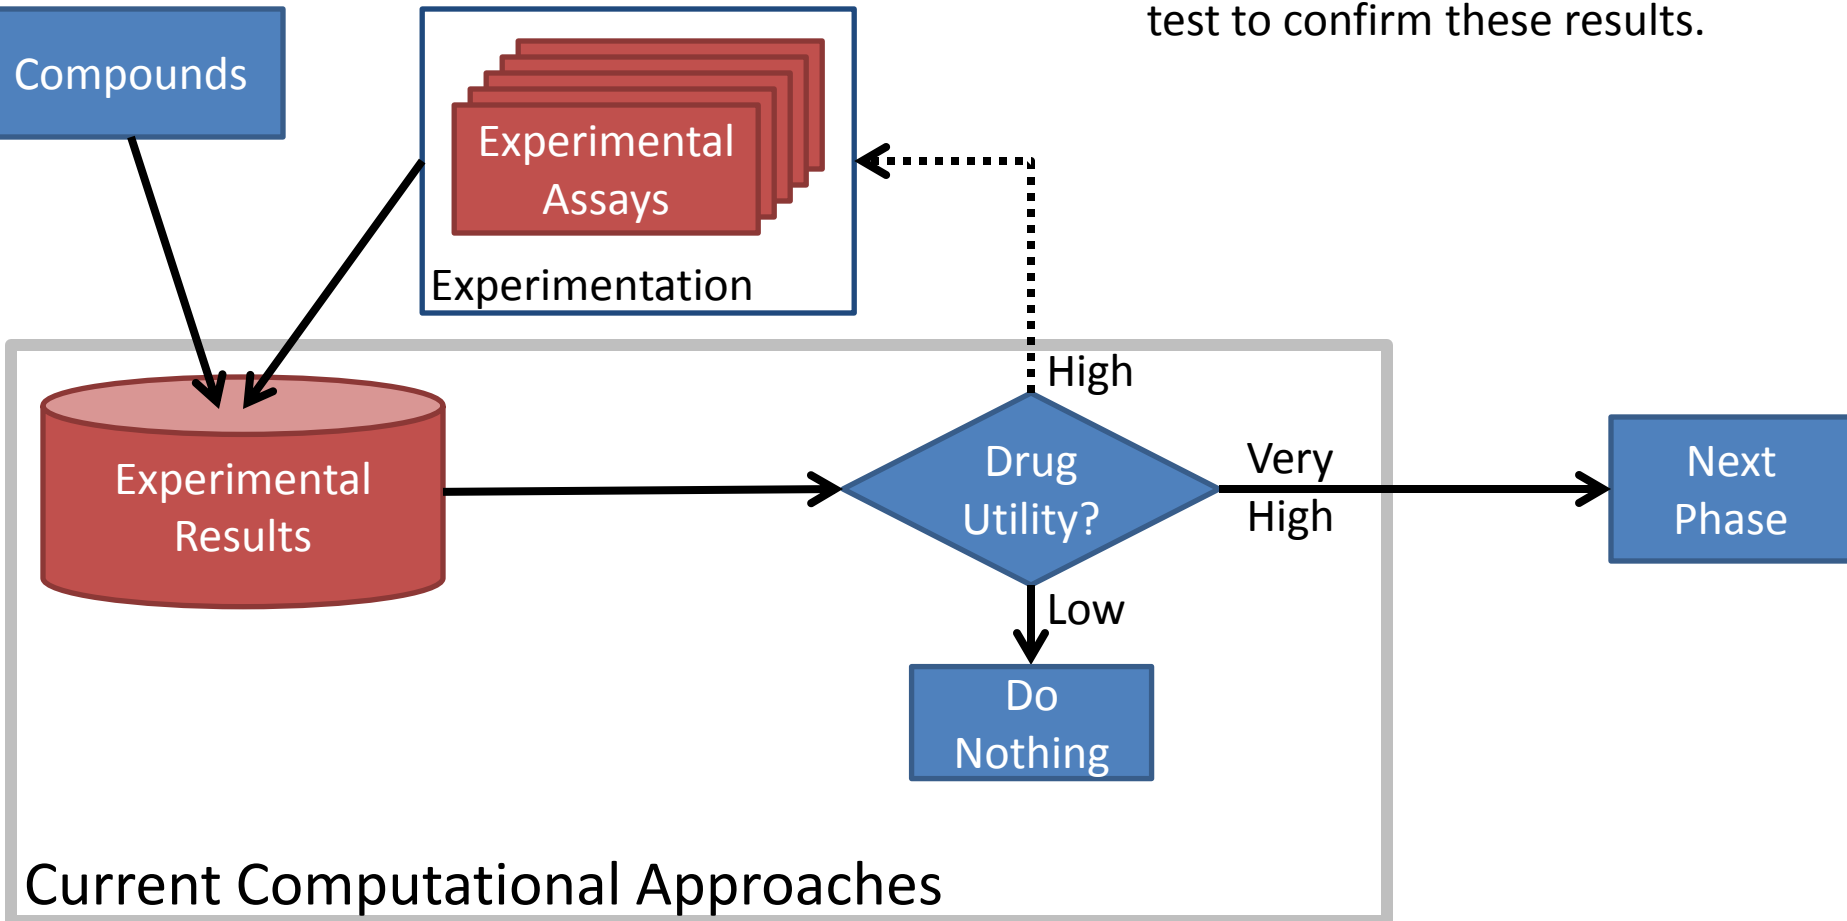 test to confirm these results.
Compounds
Experimental
Assays
Experimentation
High
Experimental
Results
Drug
Utility?
Very
High
Next
Phase
Low
Do
Nothing
Current Computational Approaches